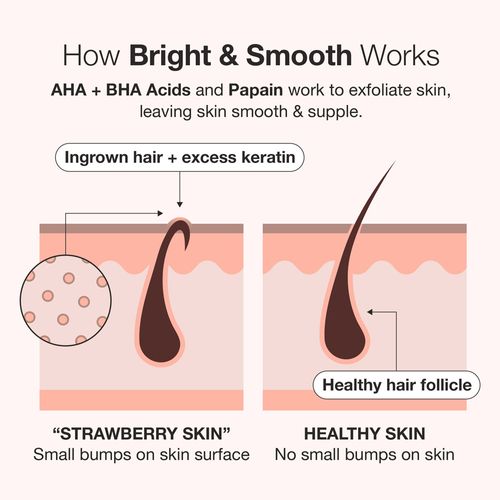 How Bright & Smooth Works
AHA + BHA Acids and Papain work to exfoliate skin,
leaving skin smooth & supple.
Ingrown hair + excess keratin
Healthy hair follicle
“STRAWBERRY SKIN”
Small bumps on skin surface
HEALTHY SKIN
No small bumps on skin